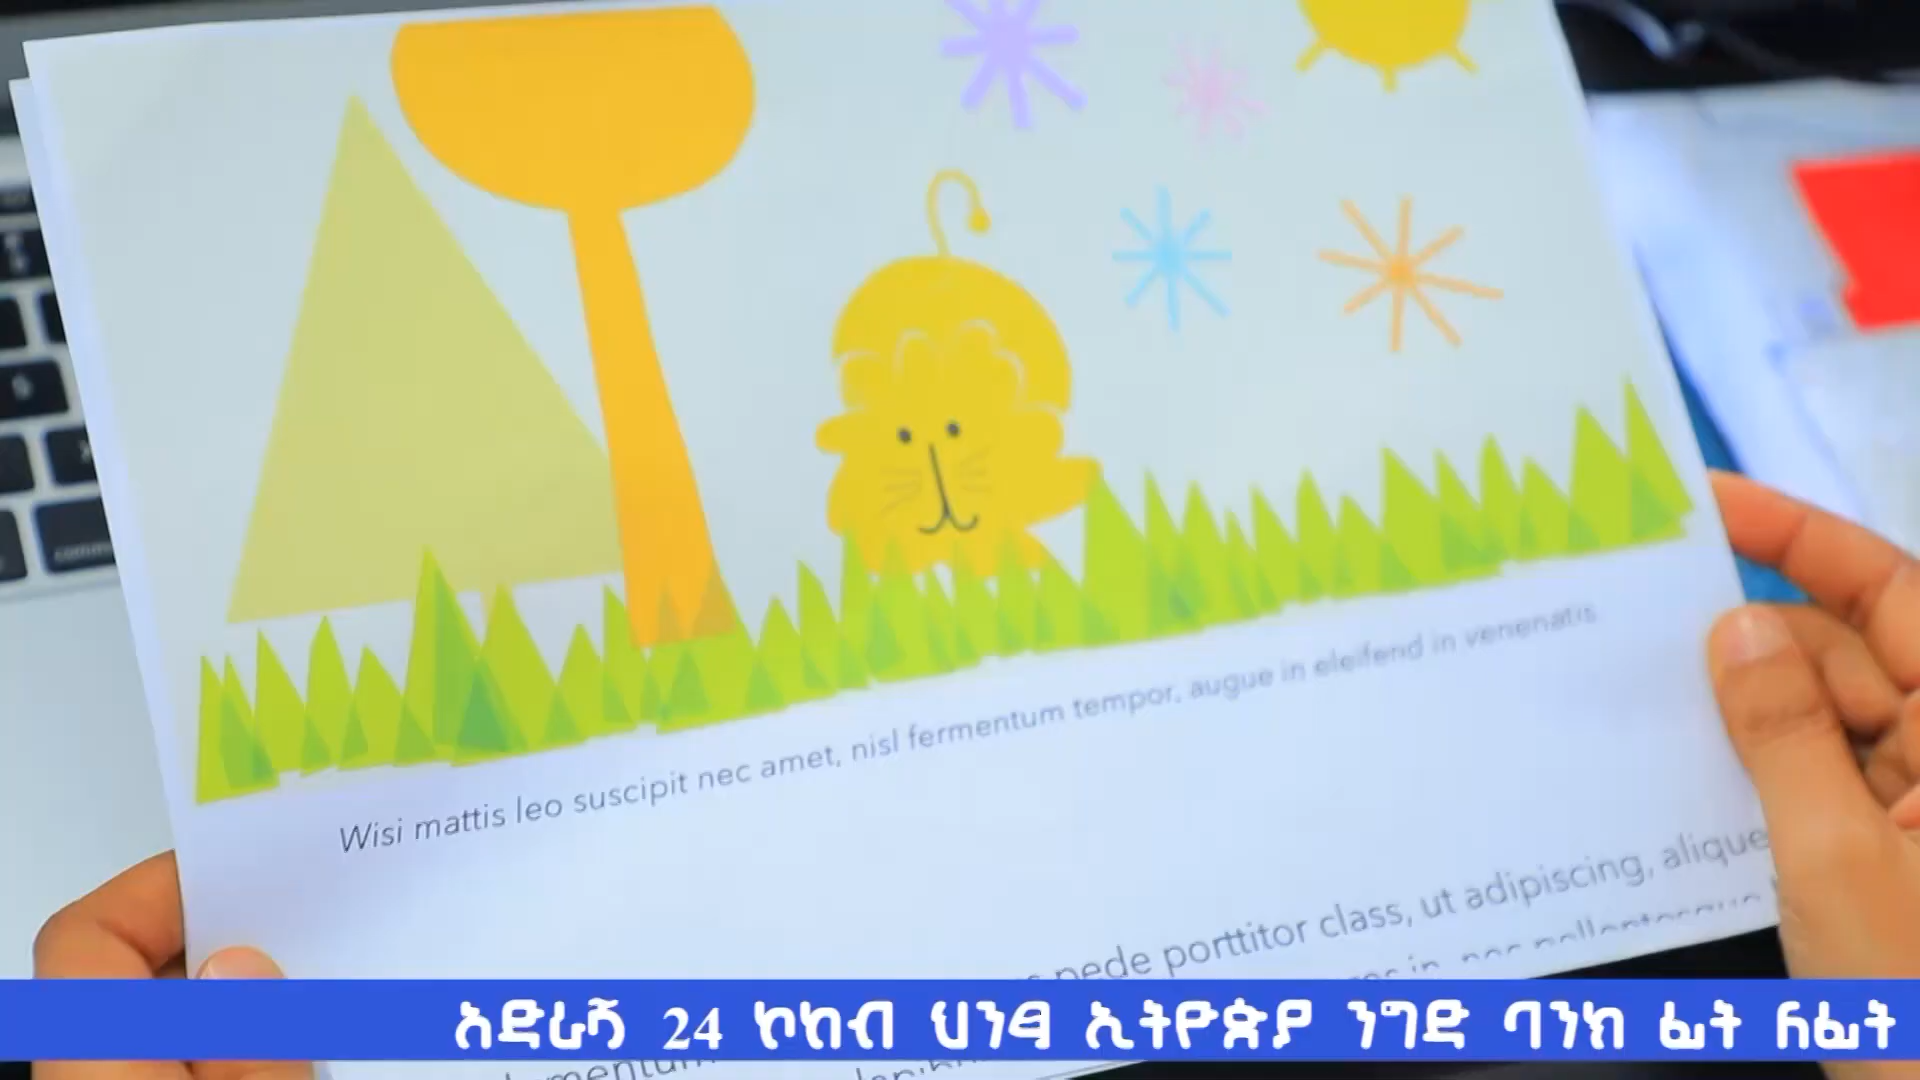 Wisi mattis leo suscipit nec amet, nisl fermentum tempor, augue in eleifend in venenatis
pede porttitor class, ut adipiscing, alique
አድራሻ 24 ኮከብ ህንፃ ኢትዮጵያ ንግድ ባንክ ፊት ለፊት